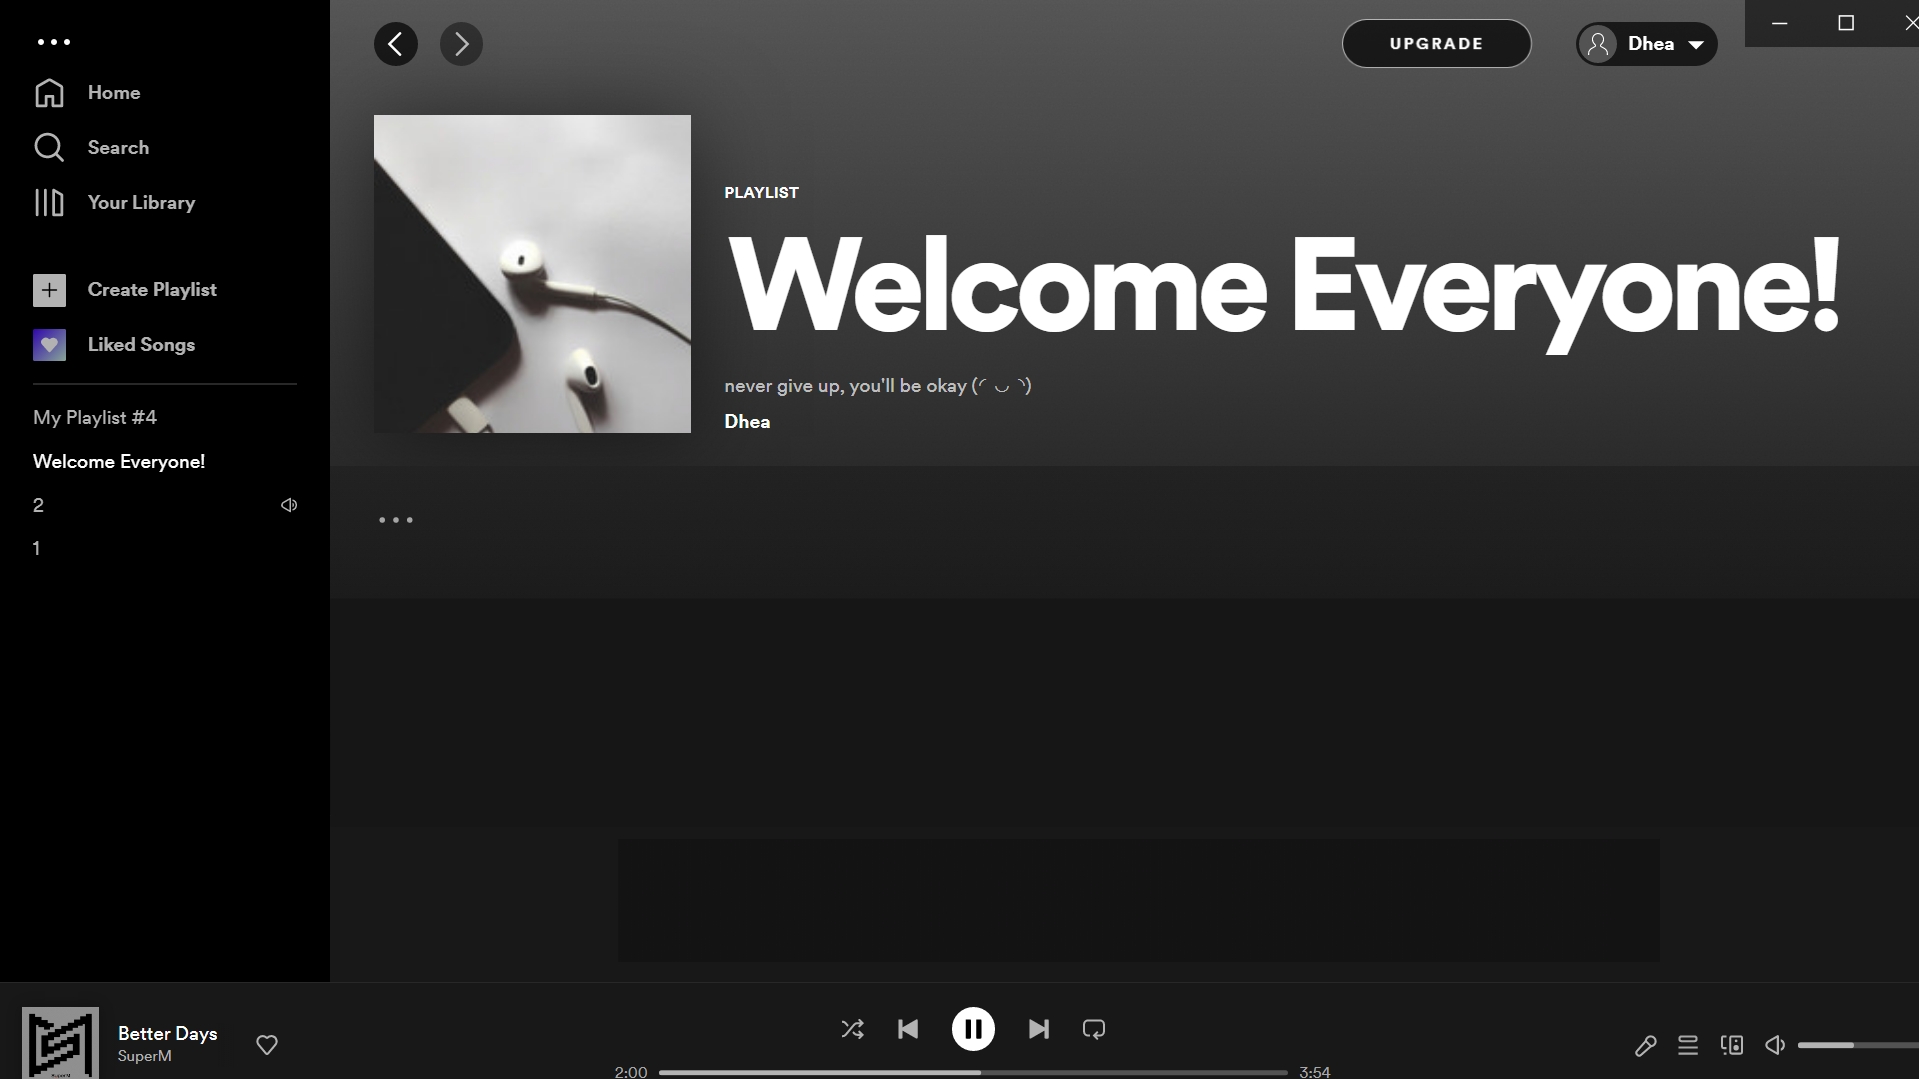 Home
Search
Your Library
Create Playlist
Liked Songs
My Playlist #4
Welcome Everyone!
2
1
UPGRADE
Dhea
PLAYLIST
Welcome Everyone!
never give up, you'll be okay (◜ ◡ ◝)
Dhea
Better Days
SuperM
SuperM
2:00
3:54